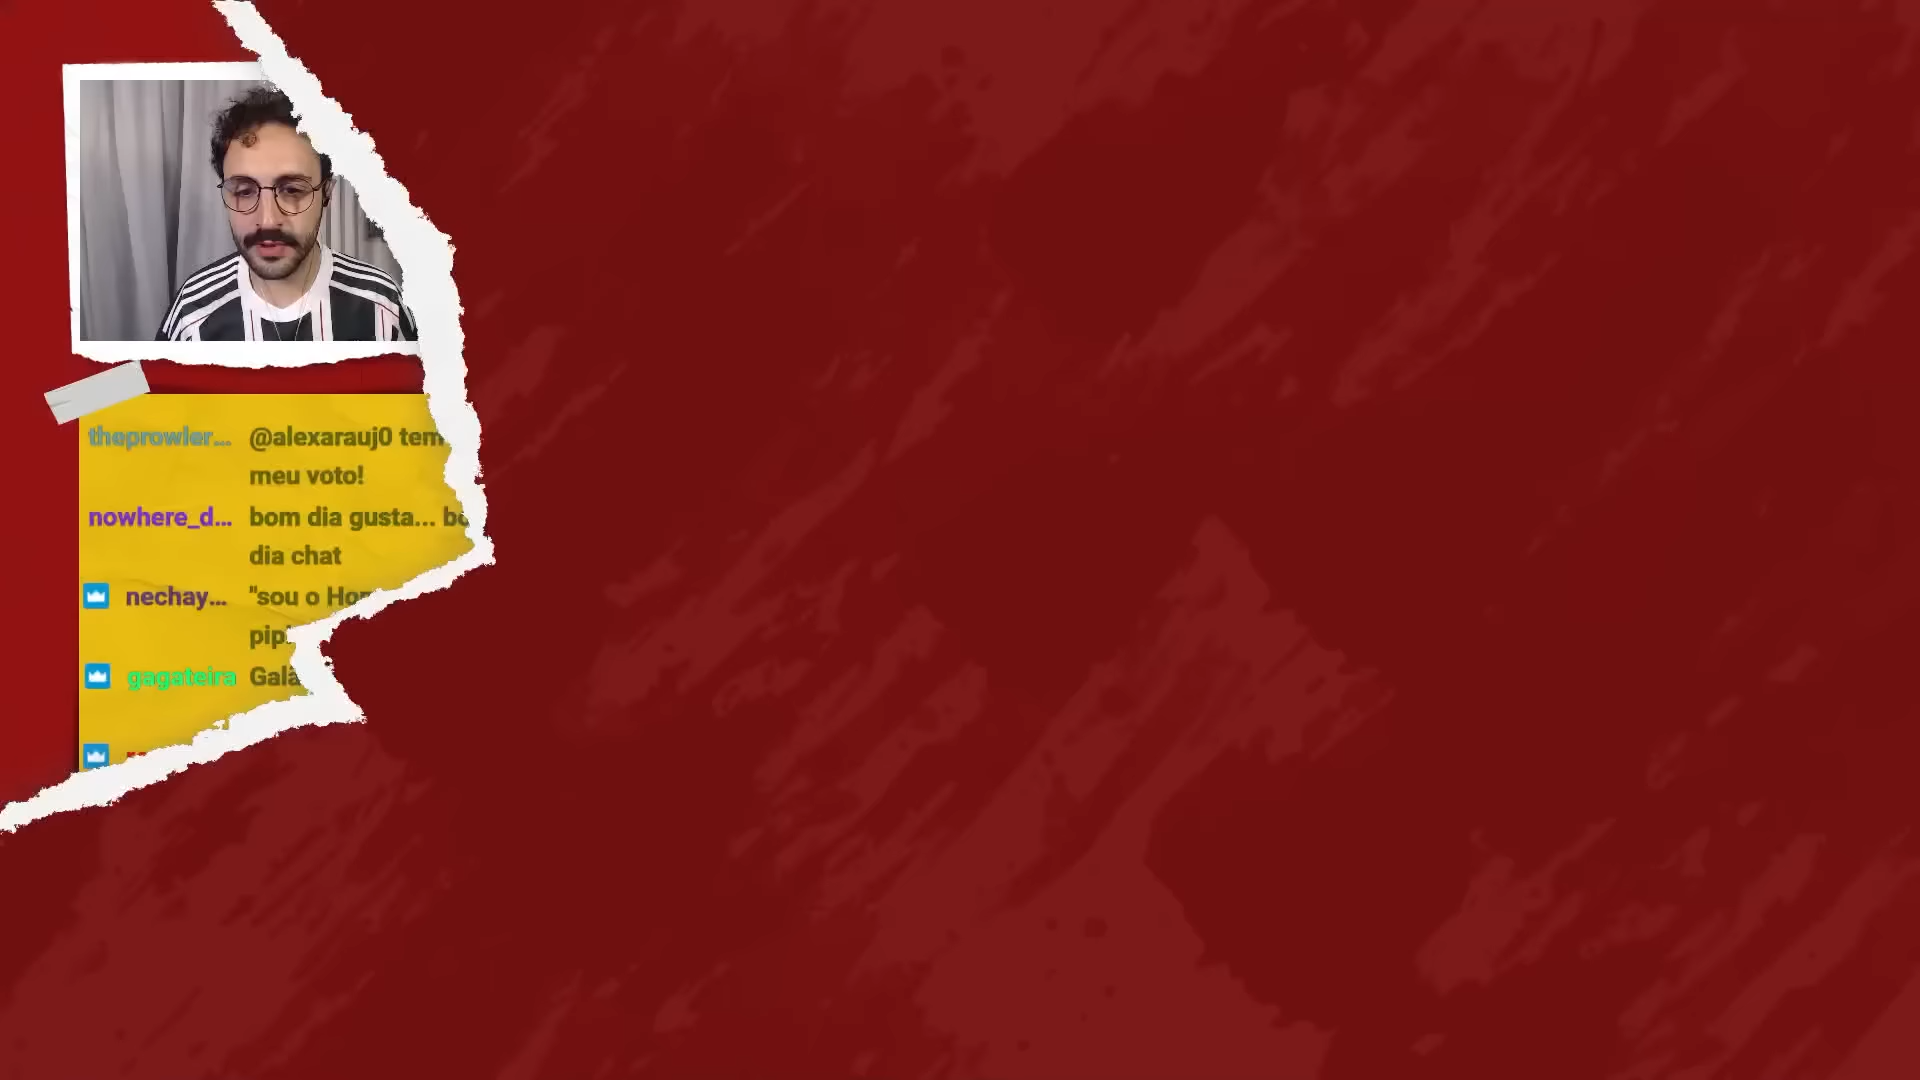 theprowler... @alexarauj0 tem
meu voto!
nowhere_d... bom dia gusta...
dia chat
nechay... "sou o
gagateira